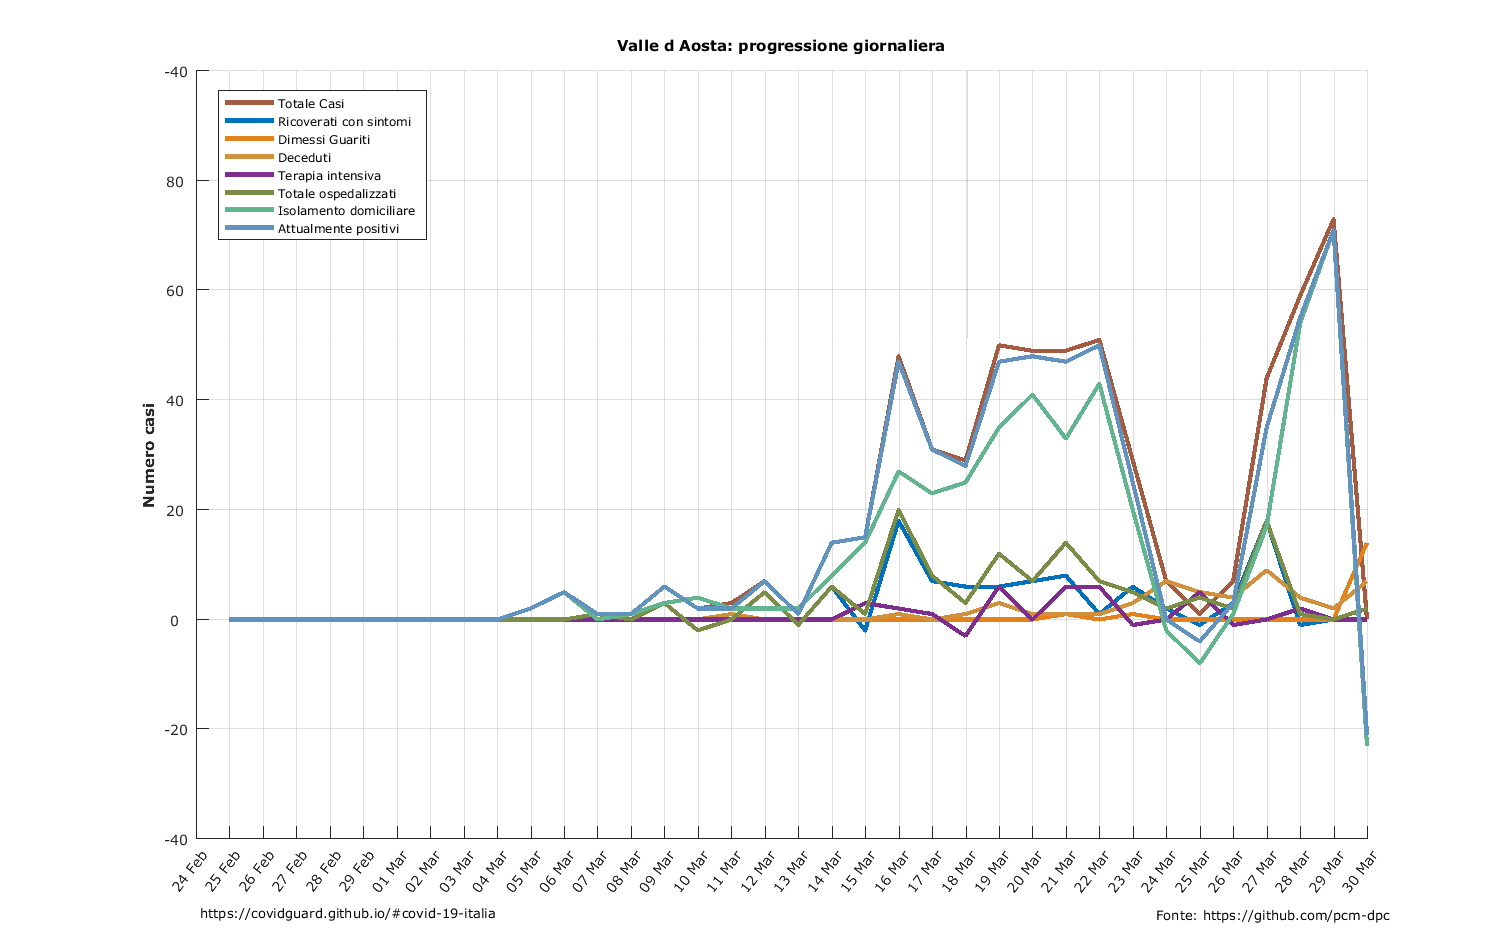 Valle d Aosta: progressione giornaliera
-40
80
60
40
20
0
-20
-40
Numero casi
Totale Casi
Ricoverati con sintomi
Dimessi Guariti
Deceduti
Terapia intensiva
Totale ospedalizzati
Isolamento domiciliare
Attualmente positivi
24 Feb
25 Feb
26 Feb
27 Feb
28 Feb
29 Feb
01 Mar
02 Mar
03 Mar
04 Mar
05 Mar
06 Mar
07 Mar
08 Mar
09 Mar
10 Mar
11 Mar
12 Mar
13 Mar
14 Mar
15 Mar
16 Mar
17 Mar
18 Mar
19 Mar
20 Mar
21 Mar
22 Mar
23 Mar
24 Mar
25 Mar
26 Mar
27 Mar
28 Mar
29 Mar
30 Mar
https://covidguard.github.io/#covid-19-italia
Fonte: https://github.com/pcm-dpc